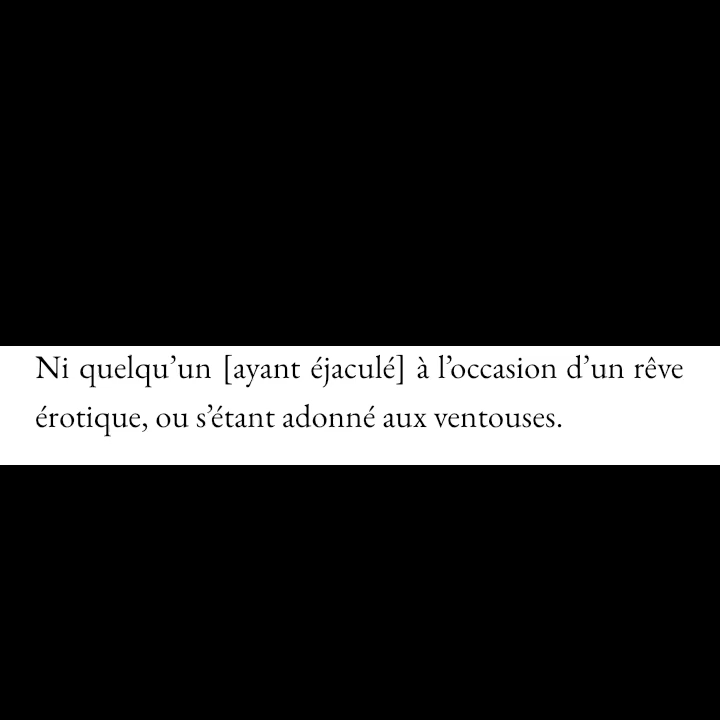 Ni quelqu’un [ayant éjaculé] à l’occasion d’un rêve
érotique, ou s’étant adonné aux ventouses.